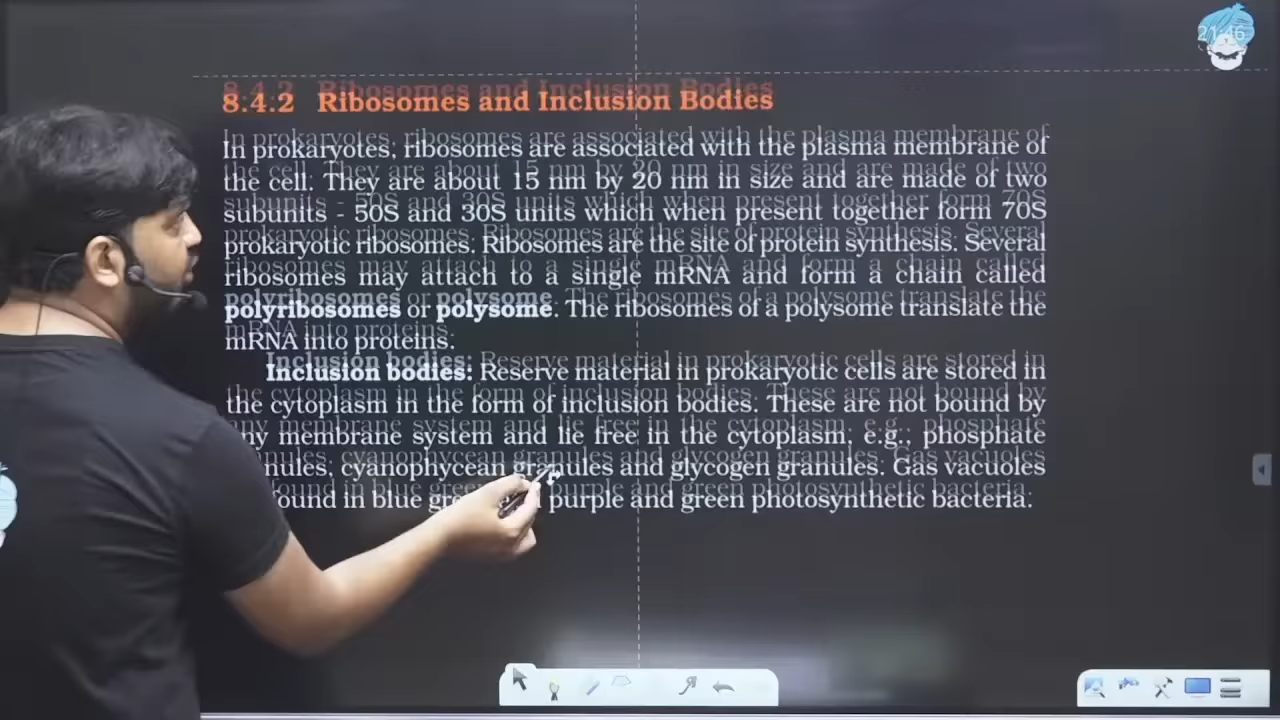 21:46
8.4.2 Ribosomes and Inclusion Bodies
In prokaryotes, ribosomes are associated with the plasma membrane of
the cell. They are about 15 nm by 20 nm in size and are made of two
subunits - 50S and 30S units which when present together form 70S
prokaryotic ribosomes. Ribosomes are the site of protein synthesis. Several
ribosomes may attach to a single mRNA and form a chain called
polyribosomes or polysome. The ribosomes of a polysome translate the
mRNA into proteins.
Inclusion bodies: Reserve material in prokaryotic cells are stored in
the cytoplasm in the form of inclusion bodies. These are not bound by
ny membrane system and lie free in the cytoplasm, e.g., phosphate
nules, cyanophycean granules and glycogen granules. Gas vacuoles
ound in blue gre purple and green photosynthetic bacteria.